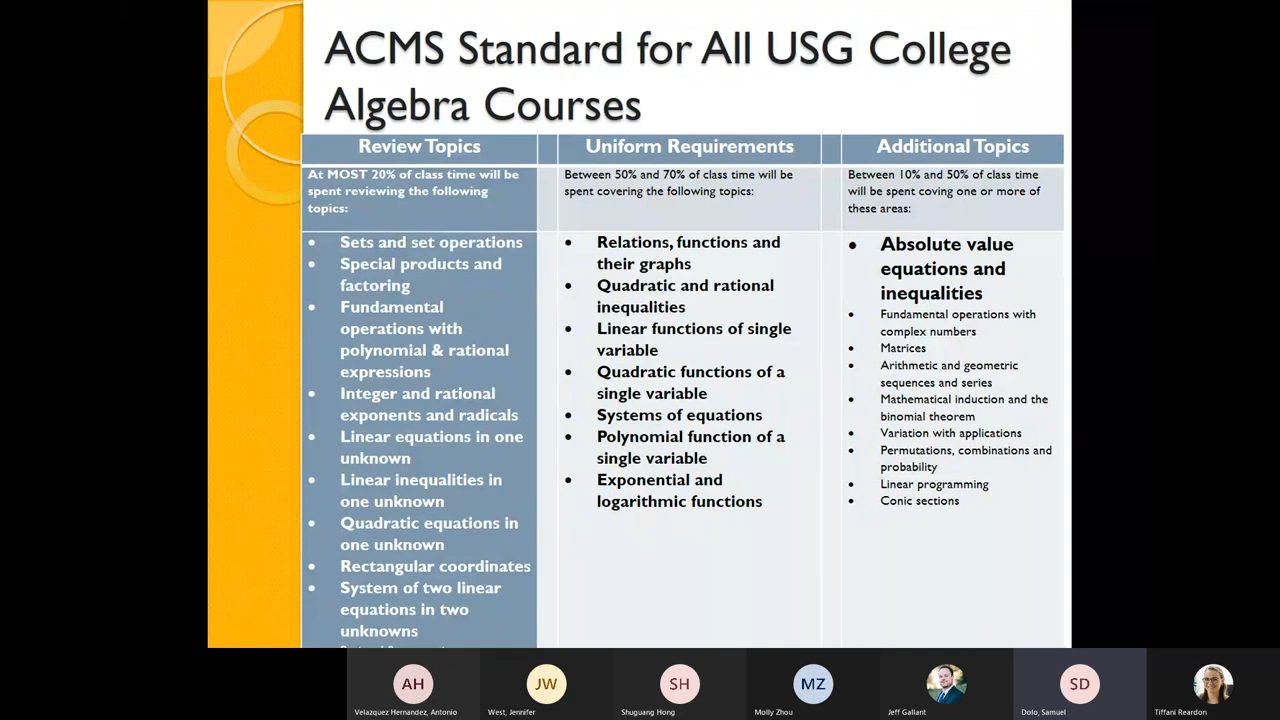 ACMS Standard for All USG College
Algebra Courses
Review Topics
At MOST 20% of class time will be
spent reviewing the following
topics:
• Sets and set operations
• Special products and
factoring
• Fundamental
operations with
polynomial & rational
expressions
• Integer and rational
exponents and radicals
• Linear equations in one
unknown
• Linear inequalities in
one unknown
• Quadratic equations in
one unknown
• Rectangular coordinates
• System of two linear
equations in two
unknowns
Uniform Requirements
Between 50% and 70% of class time will be
spent covering the following topics:
• Relations, functions and
their graphs
• Quadratic and rational
inequalities
• Linear functions of single
variable
• Quadratic functions of a
single variable
• Systems of equations
• Polynomial function of a
single variable
• Exponential and
logarithmic functions
Additional Topics
Between 10% and 50% of class time
will be spent coving one or more of
these areas:
• Absolute value
equations and
inequalities
• Fundamental operations with
complex numbers
• Matrices
• Arithmetic and geometric
sequences and series
• Mathematical induction and the
binomial theorem
• Variation with applications
• Permutations, combinations and
probability
• Linear programming
• Conic sections
AH
Velazquez Hernandez, Antonio
JW
West, Jennifer
SH
Shuguang Hong
MZ
Molly Zhou
Jeff Gallant
SD
Dolo, Samuel
Tiffani Reardon